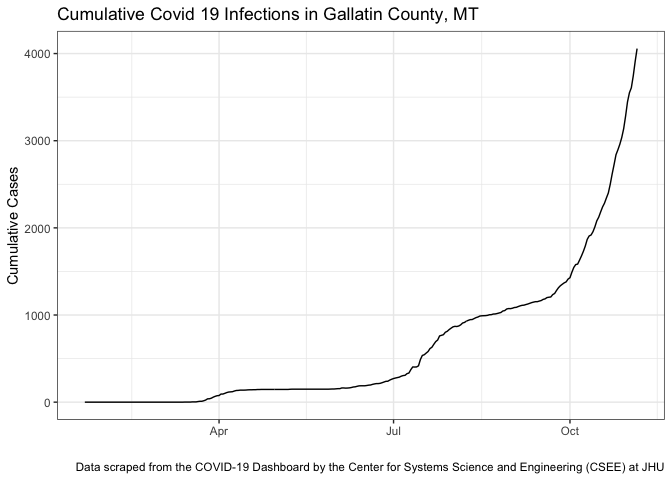 Cumulative Covid 19 Infections in Gallatin County, MT
4000
3000
2000
1000
0
Cumulative Cases
Apr Jul Oct
Data scraped from the COVID-19 Dashboard by the Center for Systems Science and Engineering (CSEE) at JHU